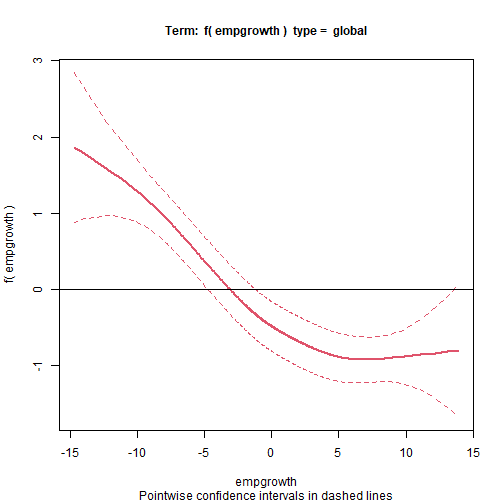 Term: f( empgrowth ) type = global
f( empgrowth )
3
2
1
0
-1
-15 -10 -5 0 5 10 15
empgrowth
Pointwise confidence intervals in dashed lines